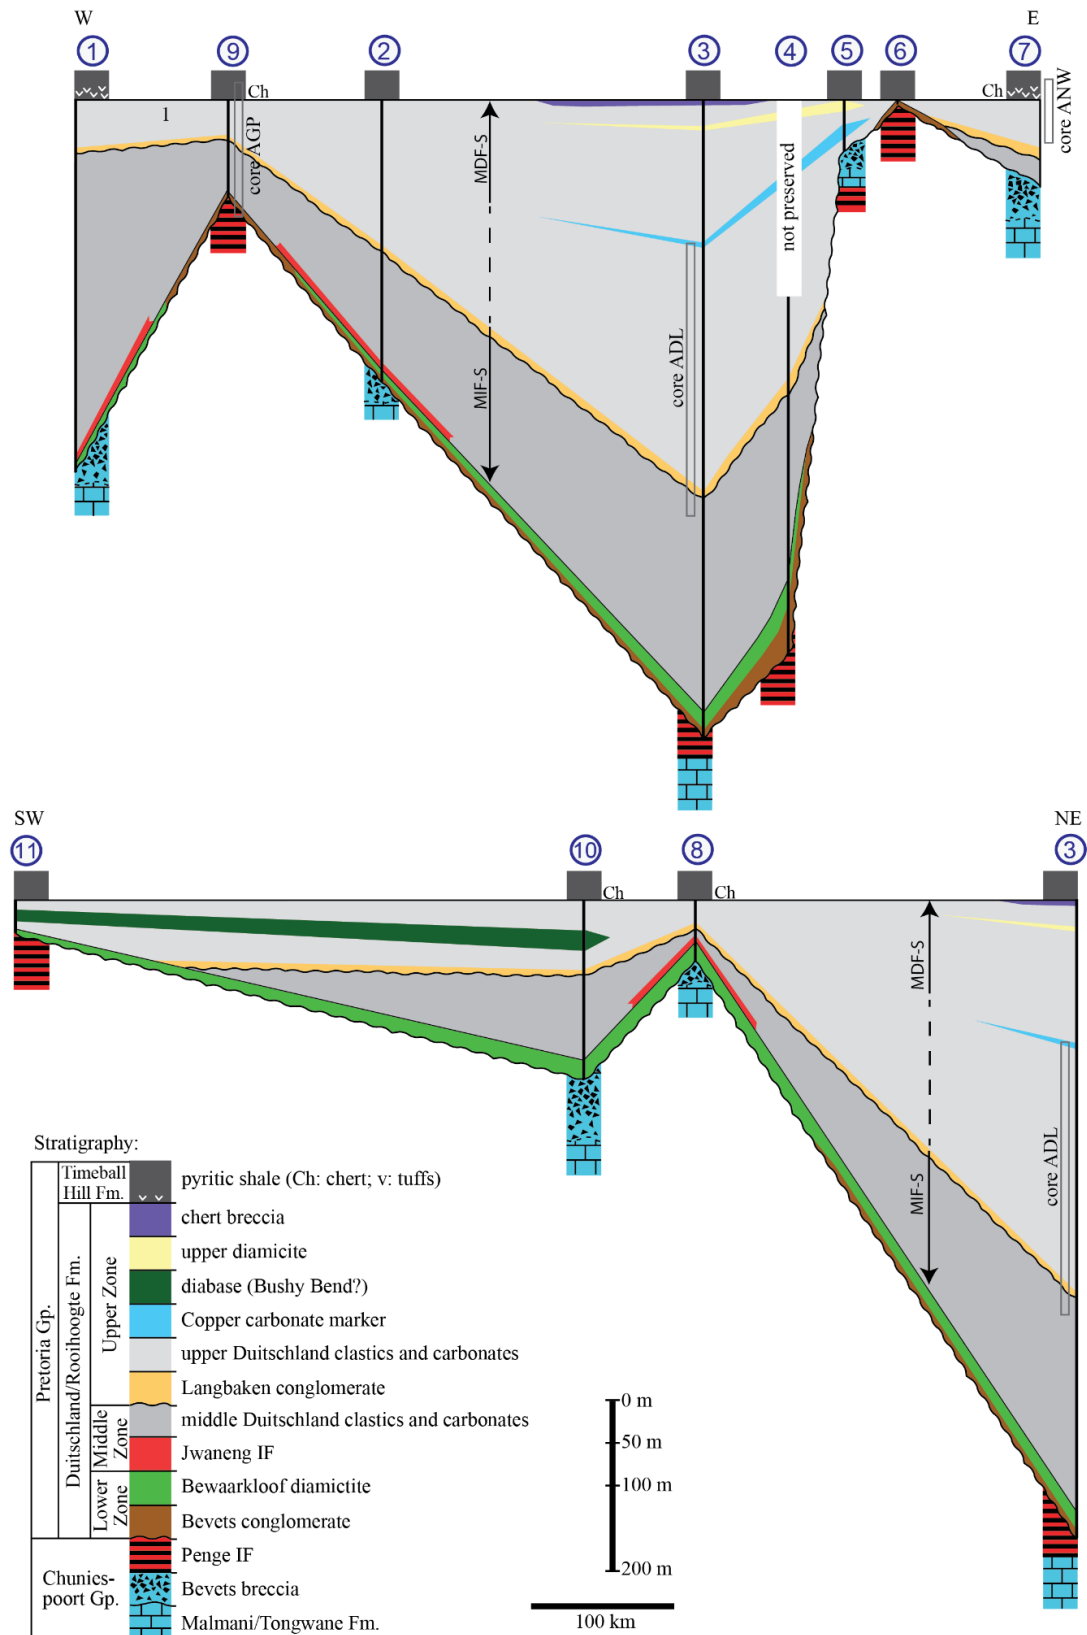 W
E
1
9
2
3
4
5
6
7
Ch
Ch
1
core AGP
MDF-S
MIF-S
core ADL
not preserved
core ANW
SW
NE
11
10
8
3
Ch
Ch
MDF-S
MIF-S
core ADL
Stratigraphy:
Pretoria Gp.
Timeball
Hill Fm.
pyritic shale (Ch: chert; v: tuffs)
Duitschland/Rooihoogte Fm.
Upper Zone
chert breccia
upper diamicite
diabase (Bushy Bend?)
Copper carbonate marker
upper Duitschland clastics and carbonates
Langbaken conglomerate
Middle
Zone
middle Duitschland clastics and carbonates
Jwaneng IF
Lower
Zone
Bewaarkloof diamictite
Bevets conglomerate
Chunies-
poort Gp.
Penge IF
Bevets breccia
Malmani/Tongwane Fm.
0 m
50 m
100 m
200 m
100 km